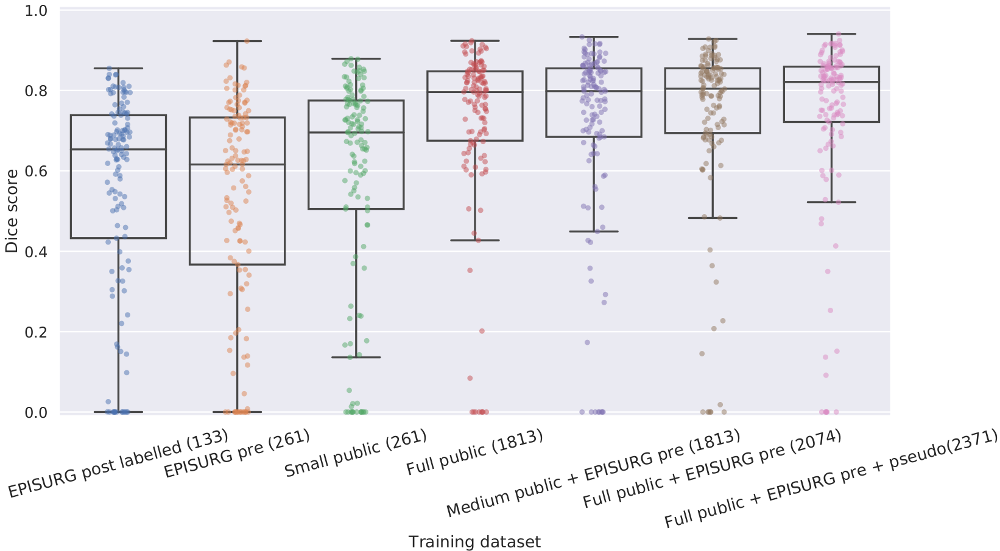 1.0
0.8
0.6
0.4
0.2
0.0
Dice score
EPISURG post labelled (133)
EPISURG pre (261)
Small public (261)
Full public (1813)
Medium public + EPISURG pre (1813)
Full public + EPISURG pre (2074)
Full public + EPISURG pre + pseudo(2371)
Training dataset